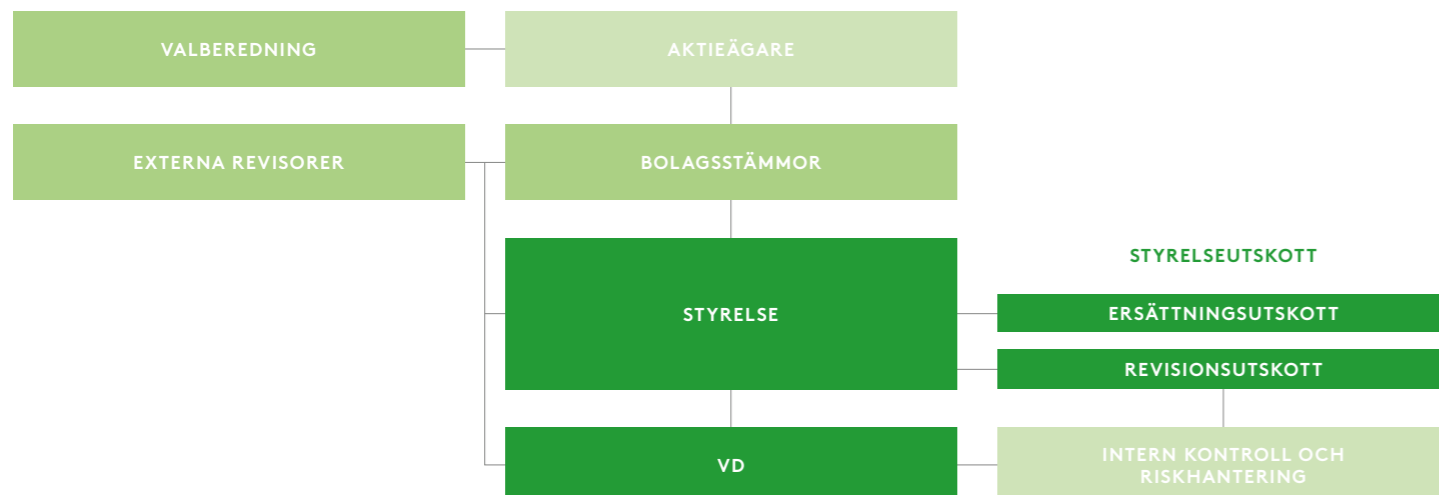 VALBEREDNING
AKTIEÄGARE
EXTERNA REVISORER
BOLAGSSTÄMMOR
STYRELSE
STYRELSEUTSKOTT
ERSÄTTNINGSUTSKOTT
REVISIONSUTSKOTT
VD
INTERN KONTROLL OCH
RISKHANTERING